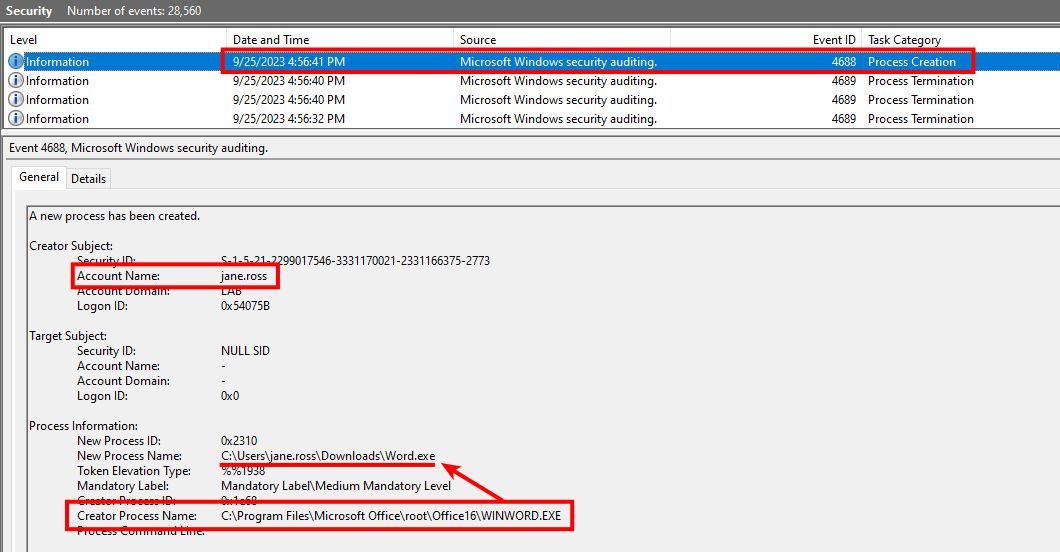 Security Number of events: 28,560
Level Date and Time Source Event ID Task Category
Information 9/25/2023 4:56:41 PM Microsoft Windows security auditing. 4688 Process Creation
Information 9/25/2023 4:56:40 PM Microsoft Windows security auditing. 4689 Process Termination
Information 9/25/2023 4:56:40 PM Microsoft Windows security auditing. 4689 Process Termination
Information 9/25/2023 4:56:32 PM Microsoft Windows security auditing. 4689 Process Termination
Event 4688, Microsoft Windows security auditing.
General Details
A new process has been created.
Creator Subject:
Security ID: S-1-5-21-2299017546-3331170021-2331166375-2773
Account Name: jane.ross
Account Domain: LAB
Logon ID: 0x54075B
Target Subject:
Security ID: NULL SID
Account Name: -
Account Domain: -
Logon ID: 0x0
Process Information:
New Process ID: 0x2310
New Process Name: C:\Users\jane.ross\Downloads\Word.exe
Token Elevation Type: %%1938
Mandatory Label: Mandatory Label\Medium Mandatory Level
Creator Process ID: 0x1c68
Creator Process Name: C:\Program Files\Microsoft Office\root\Office16\WINWORD.EXE
Process Command Line: